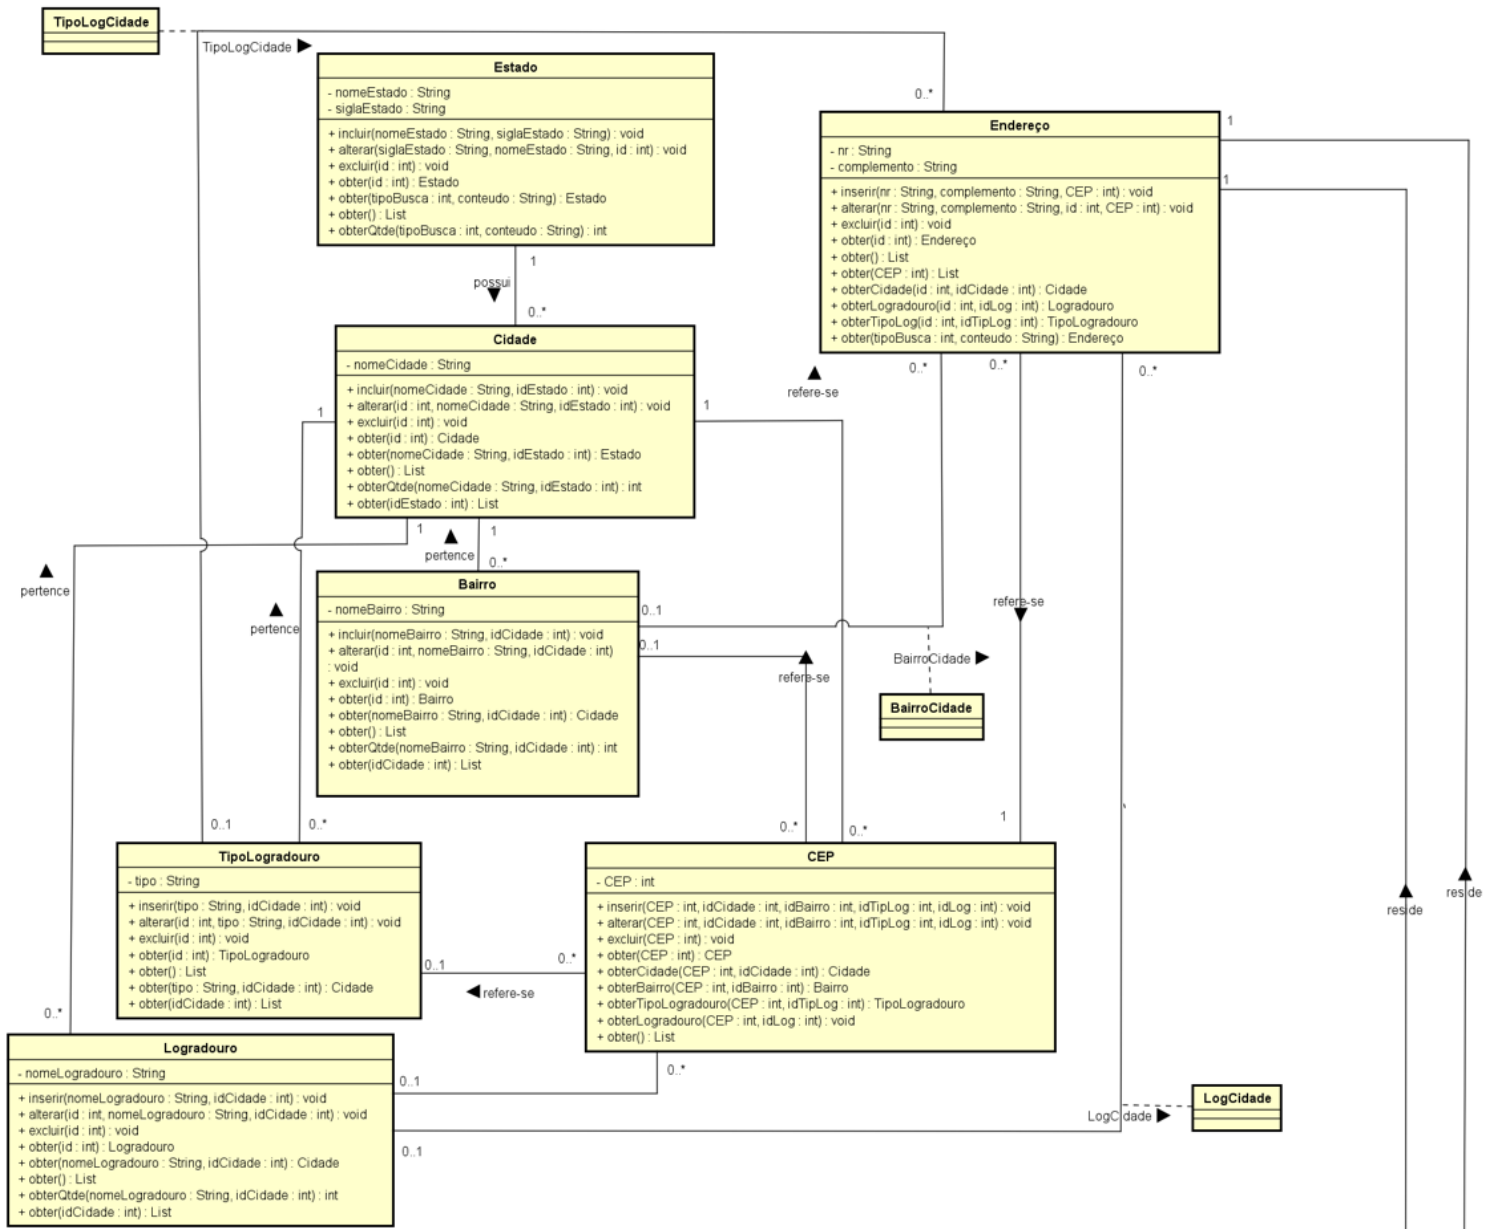 TipoLogCidade
TipoLogCidade
Estado
- nomeEstado : String
- siglaEstado : String
+ incluir(nomeEstado : String, siglaEstado : String) : void
+ alterar(siglaEstado : String, nomeEstado : String, id : int) : void
+ excluir(id : int) : void
+ obter(id : int) : Estado
+ obter(tipoBusca : int, conteudo : String) : Estado
+ obter() : List
+ obterQtde(tipoBusca : int, conteudo : String) : int
1
possui
0..*
0..*
Endereço
- nr : String
- complemento : String
+ inserir(nr : String, complemento : String, CEP : int) : void
+ alterar(nr : String, complemento : String, id : int, CEP : int) : void
+ excluir(id : int) : void
+ obter(id : int) : Endereço
+ obter() : List
+ obter(CEP : int) : List
+ obterCidade(id : int, idCidade : int) : Cidade
+ obterLogradouro(id : int, idLog : int) : Logradouro
+ obterTipoLog(id : int, idTipLog : int) : TipoLogradouro
+ obter(tipoBusca : int, conteudo : String) : Endereço
1
1
0..*
0..*
0..*
refere-se
Cidade
- nomeCidade : String
+ incluir(nomeCidade : String, idEstado : int) : void
+ alterar(id : int, nomeCidade : String, idEstado : int) : void
+ excluir(id : int) : void
+ obter(id : int) : Cidade
+ obter(nomeCidade : String, idEstado : int) : Estado
+ obter() : List
+ obterQtde(nomeCidade : String, idEstado : int) : int
+ obter(idEstado : int) : List
1
1
1
1
pertence
0..*
pertence
pertence
Bairro
- nomeBairro : String
+ incluir(nomeBairro : String, idCidade : int) : void
+ alterar(id : int, nomeBairro : String, idCidade : int)
: void
+ excluir(id : int) : void
+ obter(id : int) : Bairro
+ obter(nomeBairro : String, idCidade : int) : Cidade
+ obter() : List
+ obterQtde(nomeBairro : String, idCidade : int) : int
+ obter(idCidade : int) : List
0..1
0..1
refere-se
refere-se
BairroCidade
BairroCidade
0..1
0..*
0..*
0..*
1
TipoLogradouro
- tipo : String
+ inserir(tipo : String, idCidade : int) : void
+ alterar(id : int, tipo : String, idCidade : int) : void
+ excluir(id : int) : void
+ obter(id : int) : TipoLogradouro
+ obter() : List
+ obter(tipo : String, idCidade : int) : Cidade
+ obter(idCidade : int) : List
0..1
0..*
refere-se
CEP
- CEP : int
+ inserir(CEP : int, idCidade : int, idBairro : int, idTipLog : int, idLog : int) : void
+ alterar(CEP : int, idCidade : int, idBairro : int, idTipLog : int, idLog : int) : void
+ excluir(CEP : int) : void
+ obter(CEP : int) : CEP
+ obterCidade(CEP : int, idCidade : int) : Cidade
+ obterBairro(CEP : int, idBairro : int) : Bairro
+ obterTipoLogradouro(CEP : int, idTipLog : int) : TipoLogradouro
+ obterLogradouro(CEP : int, idLog : int) : void
+ obter() : List
0..*
reside
reside
0..*
Logradouro
- nomeLogradouro : String
+ inserir(nomeLogradouro : String, idCidade : int) : void
+ alterar(id : int, nomeLogradouro : String, idCidade : int) : void
+ excluir(id : int) : void
+ obter(id : int) : Logradouro
+ obter(nomeLogradouro : String, idCidade : int) : Cidade
+ obter() : List
+ obterQtde(nomeLogradouro : String, idCidade : int) : int
+ obter(idCidade : int) : List
0..1
0..1
LogCidade
LogCidade